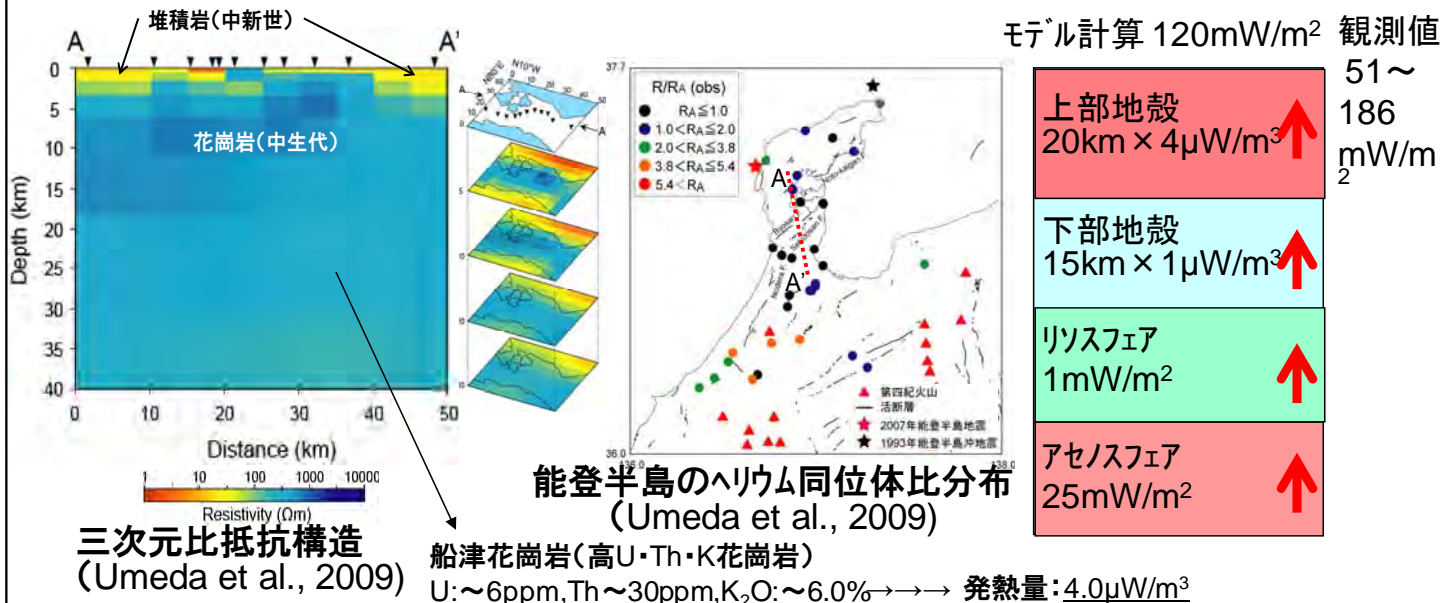 堆積岩(中新世)
A
A'
0
5
10
15
20
25
30
35
40
Depth (km)
花崗岩(中生代)
0
10
20
30
40
50
Distance (km)
1
10
100
1000
10000
Resistivity (Ωm)
三次元比抵抗構造
(Umeda et al., 2009)
N80°E
N10°W
A
A'
37.7
R/RA (obs)
RA≦1.0
1.0<RA≦2.0
2.0<RA≦3.8
3.8<RA≦5.4
5.4<RA
A
A'
第四紀火山
活断層
2007年能登半島地震
1993年能登半島沖地震
36.0
138.0
能登半島のヘリウム同位体比分布
(Umeda et al., 2009)
モデル計算 120mW/m²
観測値
51～
186
mW/m
2
上部地殻
20km×4μW/m³
下部地殻
15km×1μW/m³
リソスフェア
1mW/m²
アセノスフェア
25mW/m²
船津花崗岩(高U・Th・K花崗岩)
U:～6ppm,Th～30ppm,K₂O:～6.0%→→→ 発熱量:4.0μW/m³